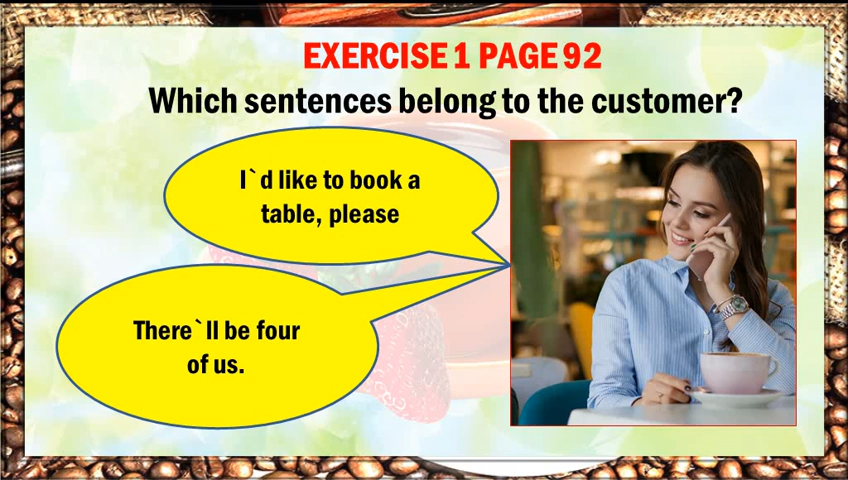 EXERCISE 1 PAGE 92
Which sentences belong to the customer?
I`d like to book a
table, please
There`ll be four
of us.